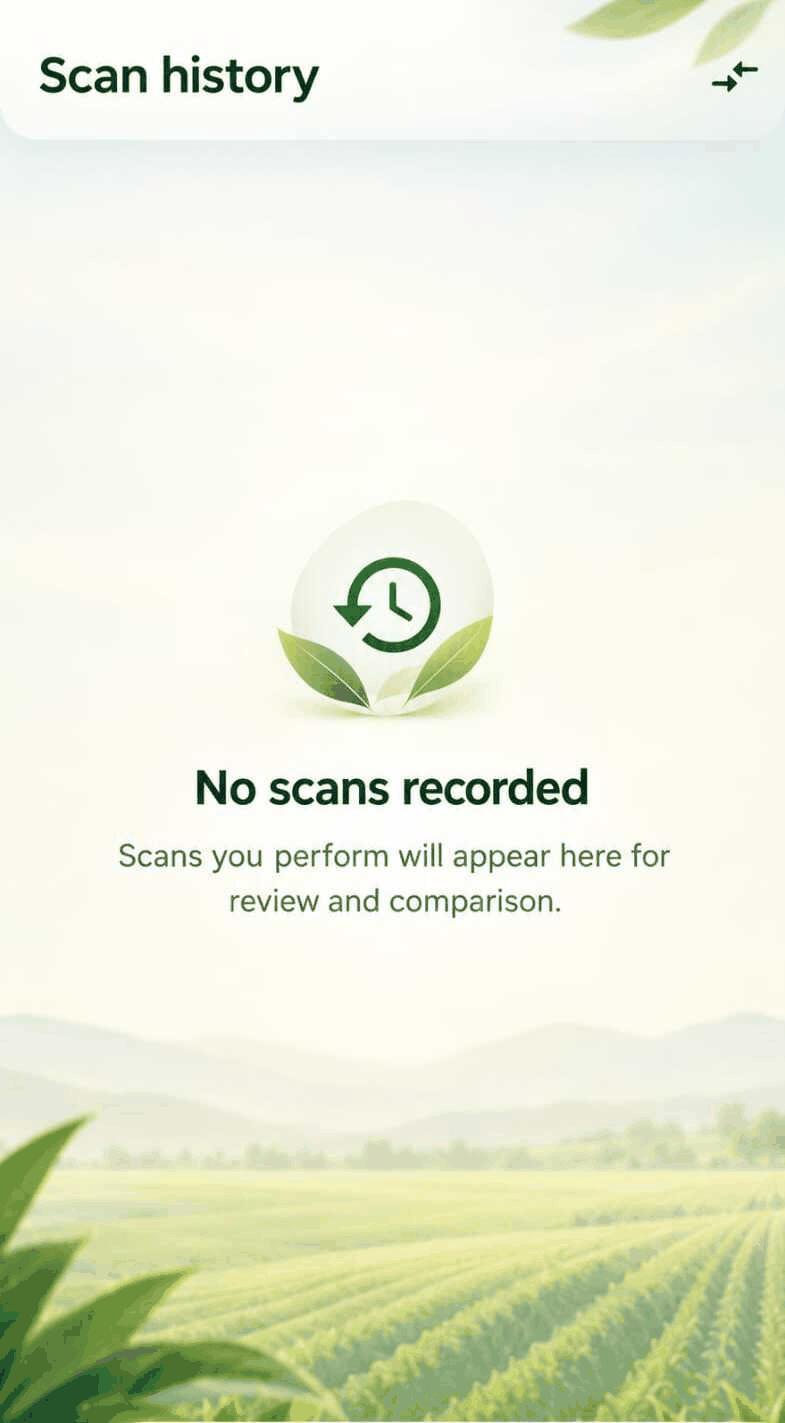 Scan history
No scans recorded
Scans you perform will appear here for
review and comparison.